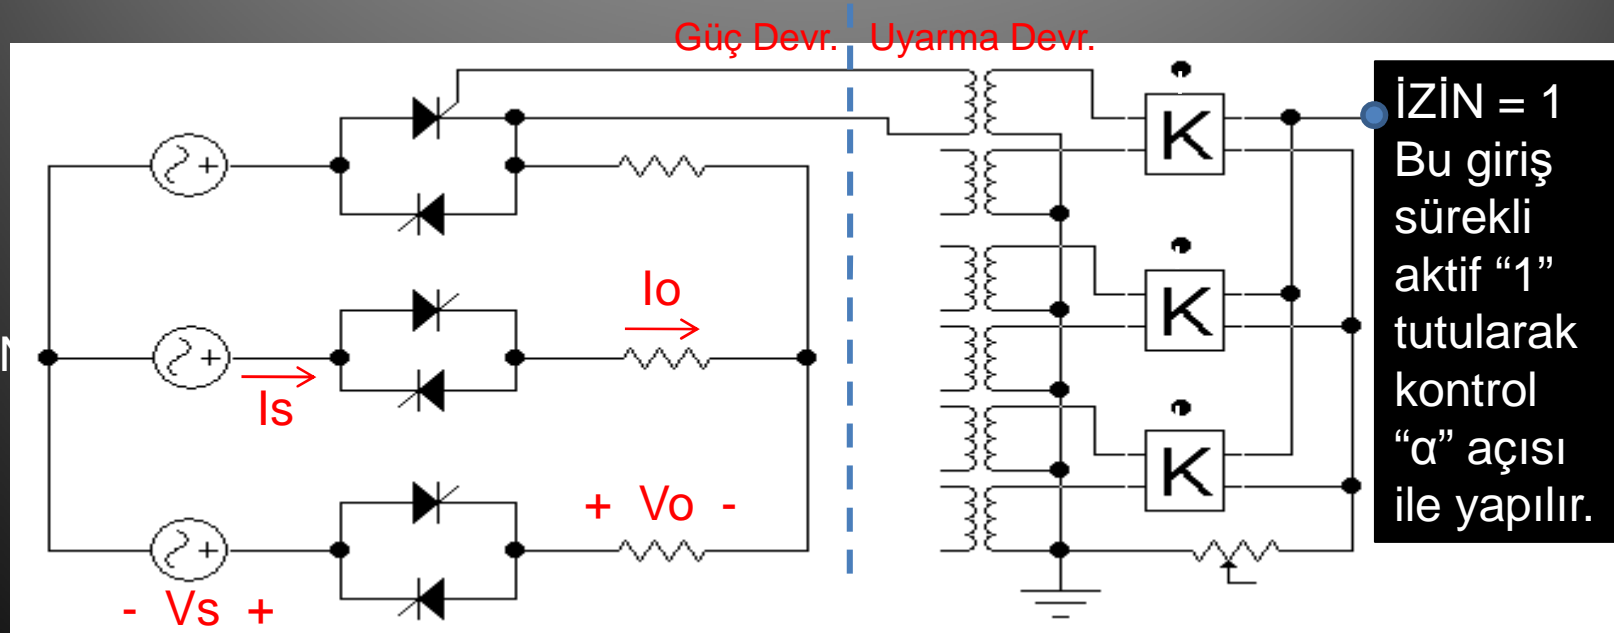 Güç Devr. Uyarma Devr.
K
K
K
Io
Is
+ Vo -
- Vs +
N
İZİN = 1
Bu giriş
sürekli
aktif “1”
tutularak
kontrol
“α” açısı
ile yapılır.